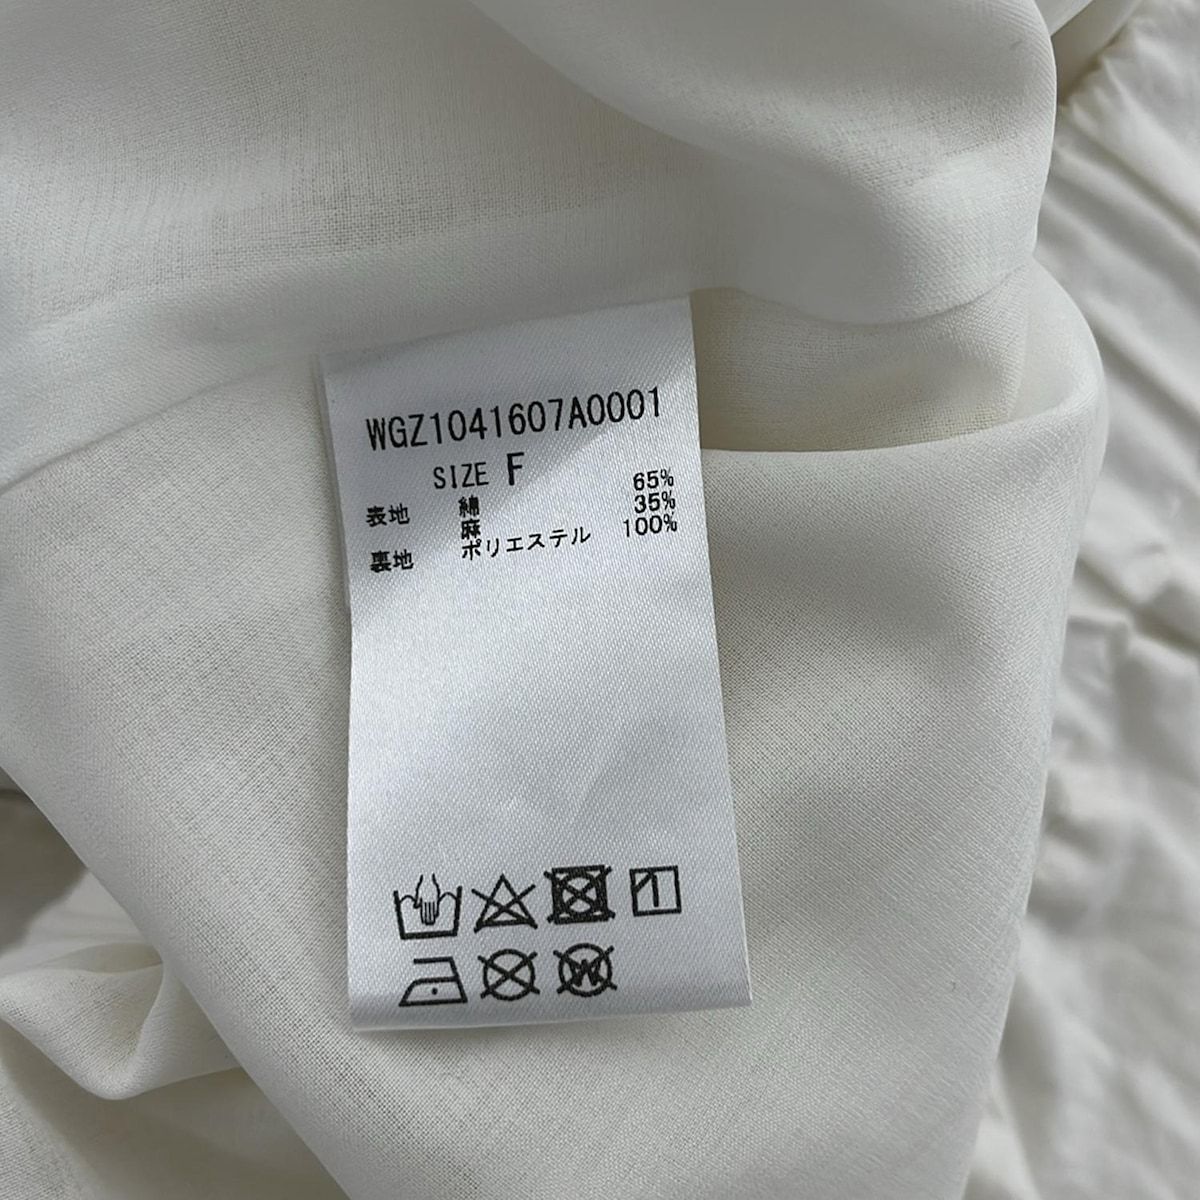 WGZ1041607A0001
SIZE F
表地 綿 65%
麻 35%
裏地 ポリエステル 100%
W